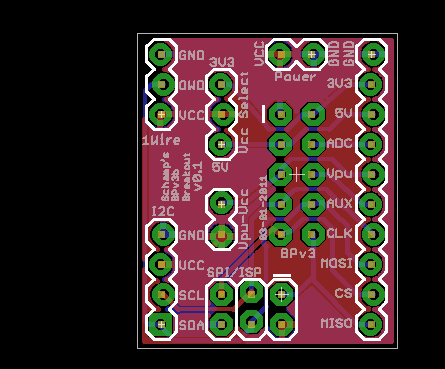 GND
OWD
VCC
1Wire
3V3
Vcc Select
5V
VCC
GND
Power
GND
3V3
5V
ADC
Vpu
AUX
CLK
MOSI
CS
MISO
Schamp's
BPv3b
Breakout
v0.1
03-01-2011
Vpu-Vcc
BPv3
I2C
GND
VCC
SCL
SDA
SPI/ISP